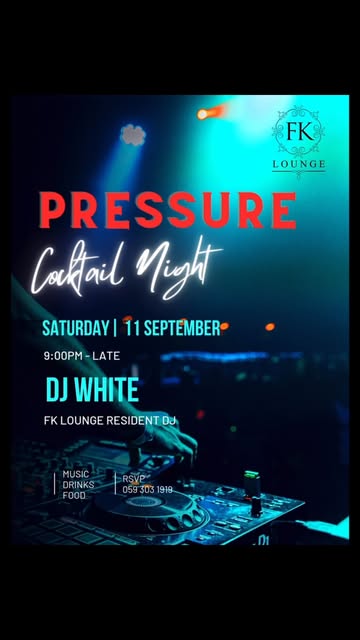 FK
LOUNGE
PRESSURE
Cocktail Night
SATURDAY | 11 SEPTEMBER
9:00PM - LATE
DJ WHITE
FK LOUNGE RESIDENT DJ
MUSIC
DRINKS
FOOD
RSVP
059 303 1919